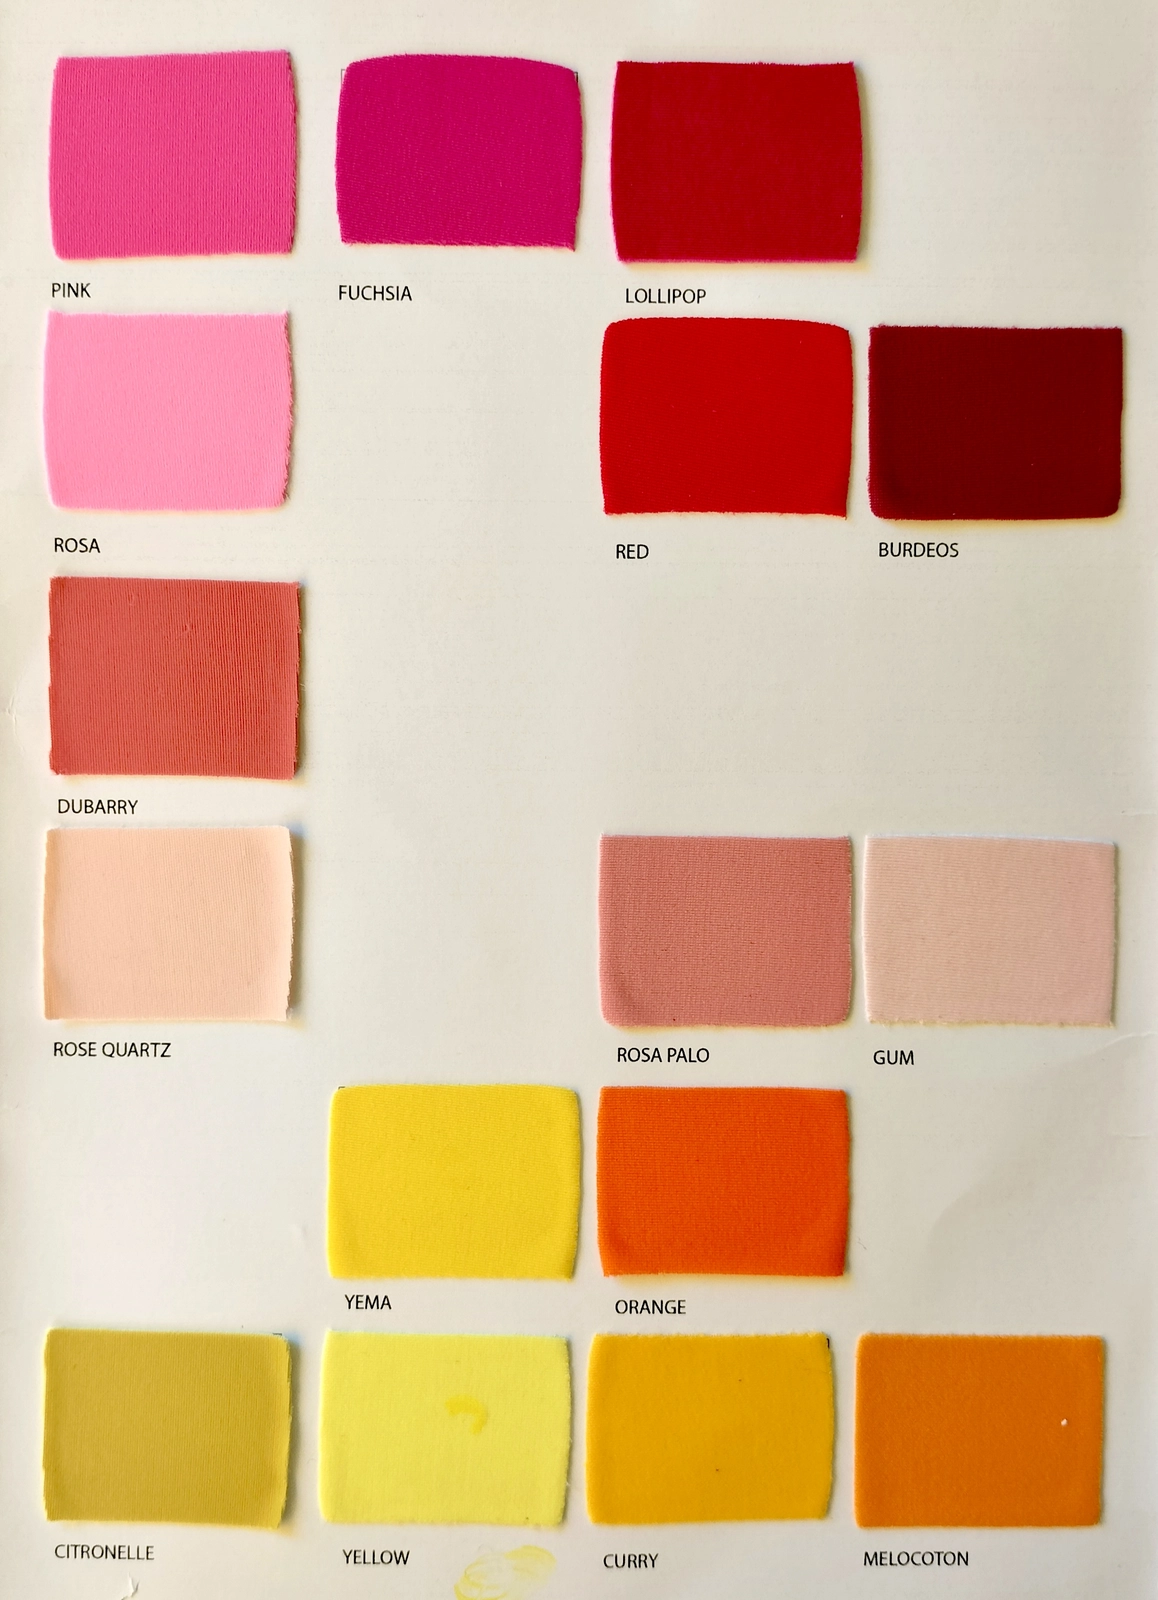 PINK
FUCHSIA
LOLLIPOP
ROSA
RED
BURDEOS
DUBARRY
ROSE QUARTZ
ROSA PALO
GUM
YEMA
ORANGE
CITRONELLE
YELLOW
CURRY
MELOCOTON